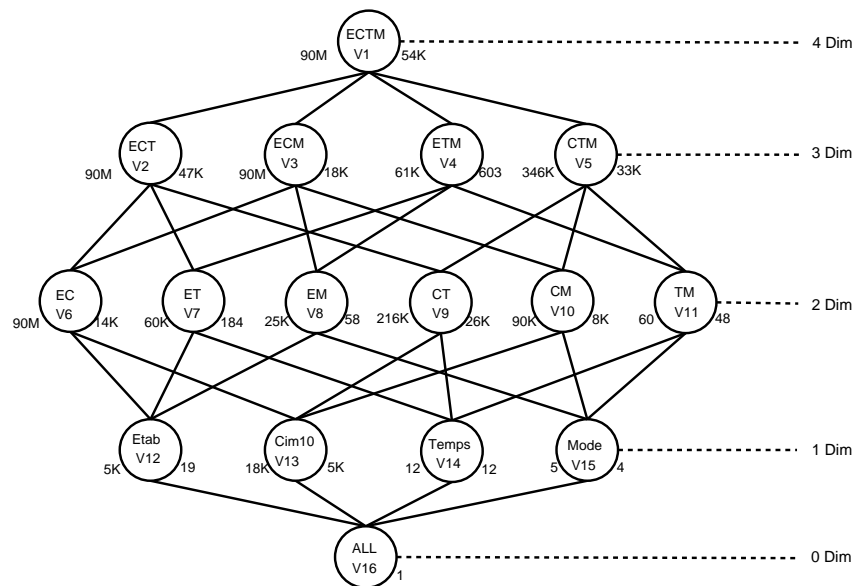 ECTM
V1
90M
54K
4 Dim
ECT
V2
90M
47K
ECM
V3
90M
18K
ETM
V4
61K
603
CTM
V5
346K
33K
3 Dim
EC
V6
90M
14K
ET
V7
60K
184
EM
V8
25K
58
CT
V9
216K
26K
CM
V10
90K
8K
TM
V11
60
48
2 Dim
Etab
V12
5K
19
Cim10
V13
18K
5K
Temps
V14
12
12
Mode
V15
5
4
1 Dim
ALL
V16
1
0 Dim